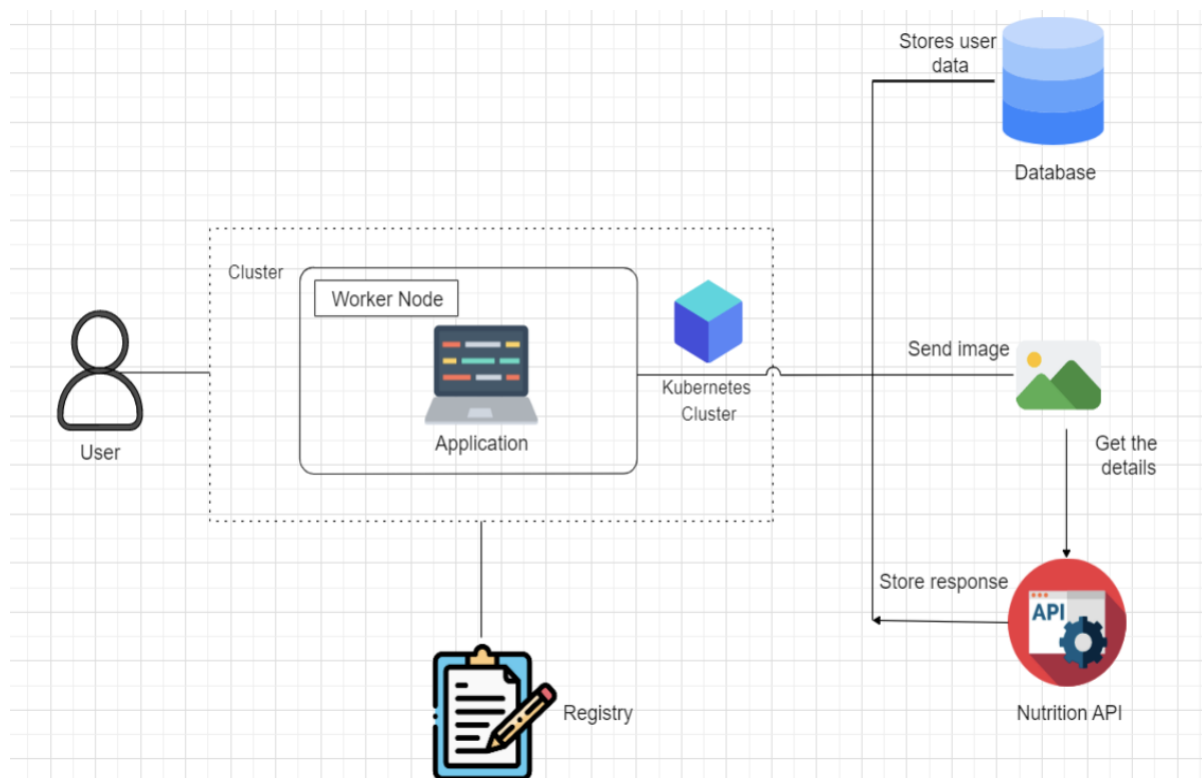 Stores user
data
Database
Cluster
Worker Node
Application
Kubernetes
Cluster
User
Send image
Get the
details
Store response
API
Nutrition API
Registry